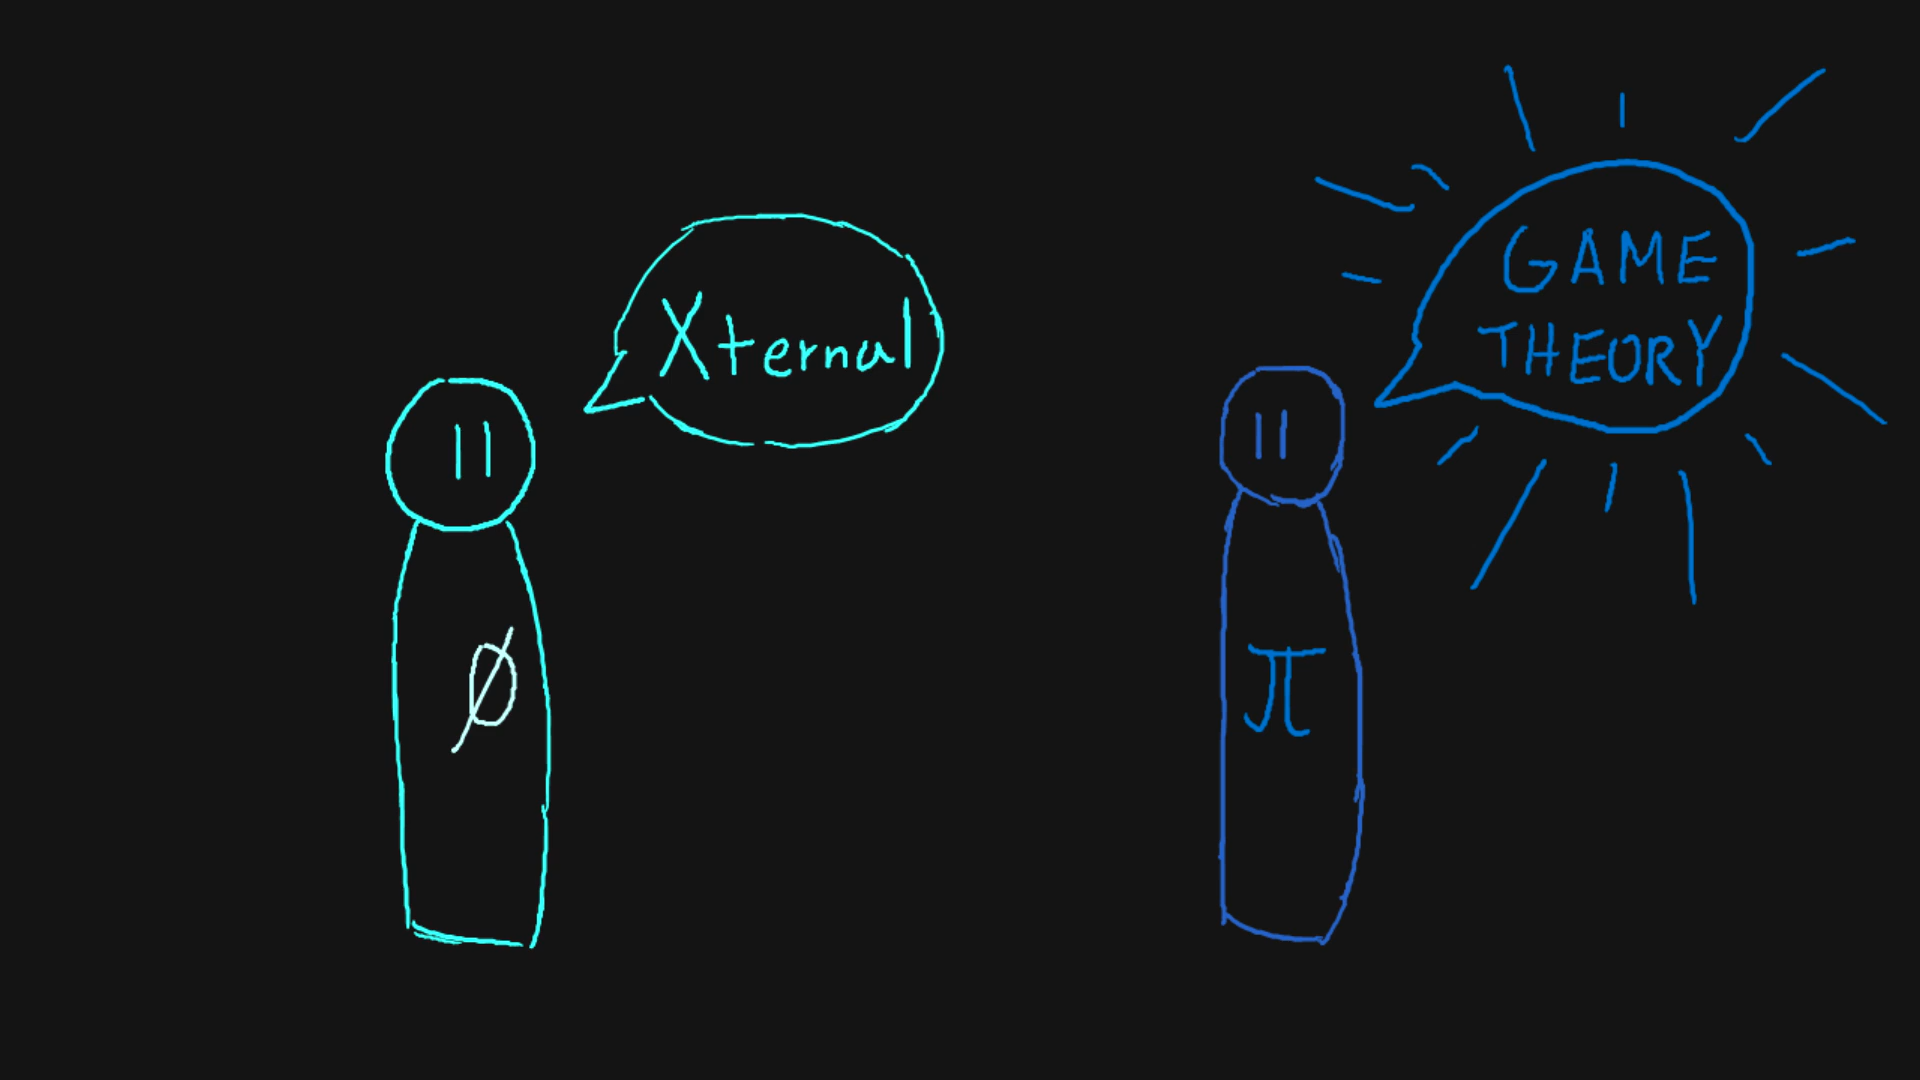 Xternal
GAME
THEORY
Ø
π